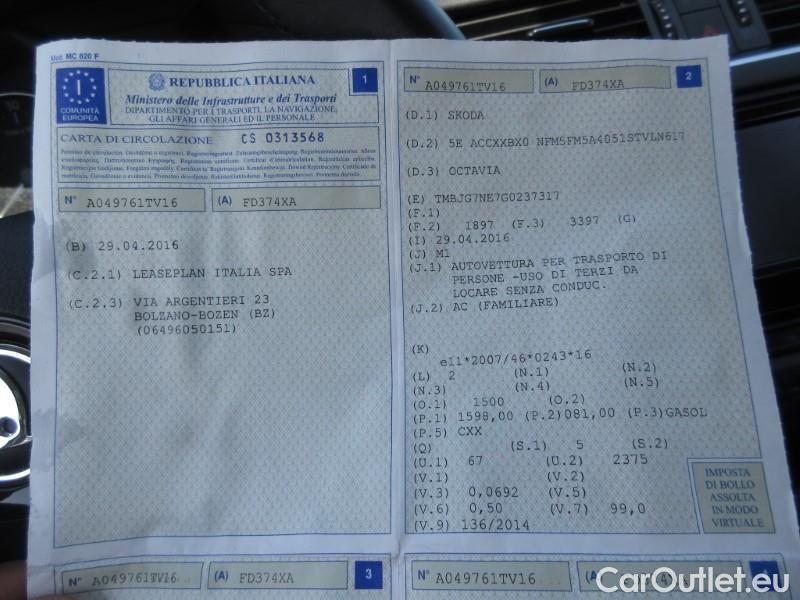 Mod. MC 820 F
I
COMUNITÀ
EUROPEA
REPUBBLICA ITALIANA
1
Ministero delle Infrastrutture e dei Trasporti
DIPARTIMENTO PER I TRASPORTI, LA NAVIGAZIONE,
GLI AFFARI GENERALI ED IL PERSONALE
CARTA DI CIRCOLAZIONE CS 0313568
N° A049761TV16 (A) FD374XA
(B) 29.04.2016
(C.2.1) LEASEPLAN ITALIA SPA
(C.2.3) VIA ARGENTIERI 23
BOLZANO-BOZEN (BZ)
(06496050151)
N° A049761TV16 (A) FD374XA 2
(D.1) SKODA
(D.2) 5E ACCXXBX0 NFM5FM5A4051STVLN617
(D.3) OCTAVIA
(E) TMBJG7NE7G0237317
(F.1)
(F.2) 1897 (F.3) 3397 (G)
(I) 29.04.2016
(J) M1
(J.1) AUTOVETTURA PER TRASPORTO DI
PERSONE -USO DI TERZI DA
LOCARE SENZA CONDUC.
(J.2) AC (FAMILIARE)
(K)
e11*2007/46*0243*16
(L) 2 (N.1) (N.2)
(N.3) (N.4) (N.5)
(O.1) 1500 (O.2)
(P.1) 1598,00 (P.2)081,00 (P.3)GASOL
(P.5) CXX
(Q) (S.1) 5 (S.2)
(U.1) 67 (U.2) 2375
(V.1) (V.2)
(V.3) 0,0692 (V.5)
(V.6) 0,50 (V.7) 99,0
(V.9) 136/2014
IMPOSTA
DI BOLLO
ASSOLTA
IN MODO
VIRTUALE
N° A049761TV16 (A) FD374XA 3
N° A049761TV16 (A)
CarOutlet.eu